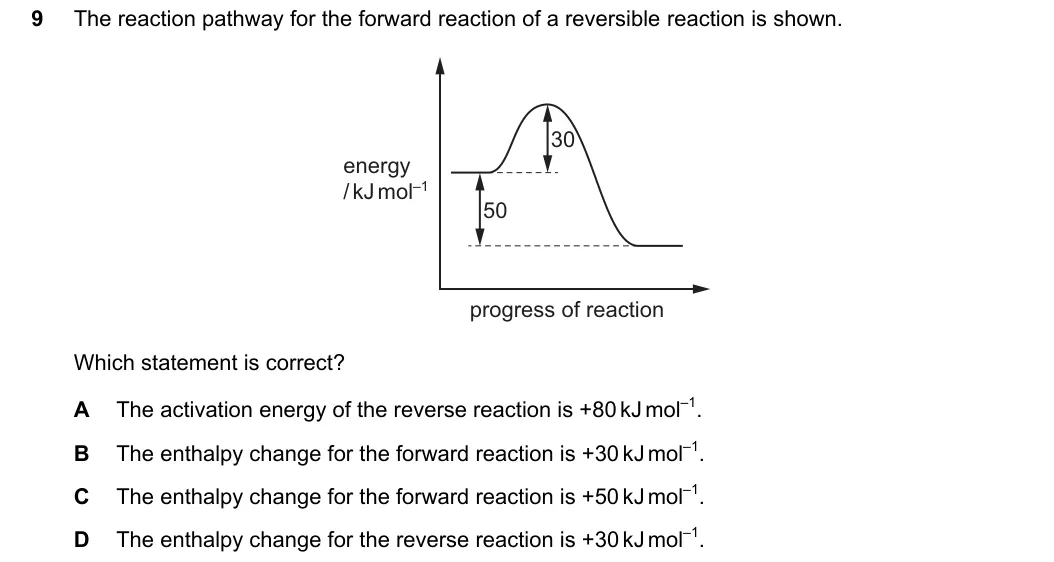 9 The reaction pathway for the forward reaction of a reversible reaction is shown.
30
energy
/ kJ mol⁻¹
50
progress of reaction
Which statement is correct?
A The activation energy of the reverse reaction is +80 kJ mol⁻¹.
B The enthalpy change for the forward reaction is +30 kJ mol⁻¹.
C The enthalpy change for the forward reaction is +50 kJ mol⁻¹.
D The enthalpy change for the reverse reaction is +30 kJ mol⁻¹.